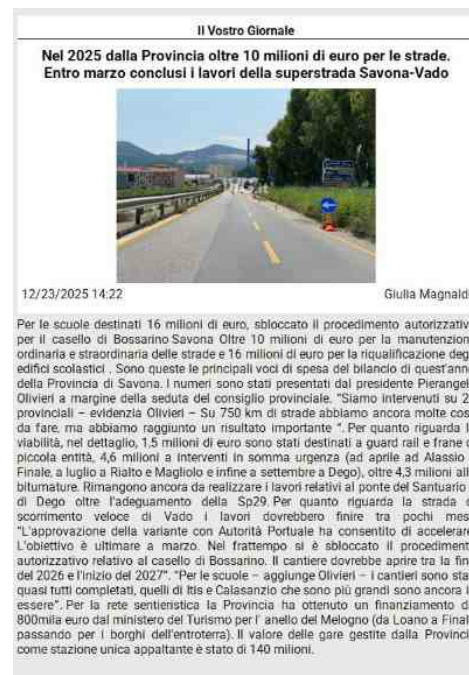 Il Vostro Giornale
Nel 2025 dalla Provincia oltre 10 milioni di euro per le strade.
Entro marzo conclusi i lavori della superstrada Savona-Vado
12/23/2025 14:22
Giulia Magnaldi
Per le scuole destinati 16 milioni di euro, sbloccato il procedimento autorizzativ
per il casello di Bossarino Savona Oltre 10 milioni di euro per la manutenzion
ordinaria e straordinaria delle strade e 16 milioni di euro per la riqualificazione deg
edifici scolastici . Sono queste le principali voci di spesa del bilancio di quest'ann
della Provincia di Savona. I numeri sono stati presentati dal presidente Pierangel
Olivieri a margine della seduta del consiglio provinciale. "Siamo intervenuti su 2
provinciali – evidenzia Olivieri – Su 750 km di strade abbiamo ancora molte cos
da fare, ma abbiamo raggiunto un risultato importante ". Per quanto riguarda l
viabilità, nel dettaglio, 1,5 milioni di euro sono stati destinati a guard rail e frane d
piccola entità, 4,6 milioni a interventi in somma urgenza (ad aprile ad Alassio
Finale, a luglio a Rialto e Magliolo e infine a settembre a Dego), oltre 4,3 milioni all
bitumature. Rimangono ancora da realizzare i lavori relativi al ponte del Santuario
di Dego oltre l'adeguamento della Sp29. Per quanto riguarda la strada d
scorrimento veloce di Vado i lavori dovrebbero finire tra pochi mes
"L'approvazione della variante con Autorità Portuale ha consentito di accelerare
L'obiettivo è ultimare a marzo. Nel frattempo si è sbloccato il procediment
autorizzativo relativo al casello di Bossarino. Il cantiere dovrebbe aprire tra la fin
del 2026 e l'inizio del 2027". "Per le scuole – aggiunge Olivieri – i cantieri sono sta
quasi tutti completati, quelli di Itis e Calasanzio che sono più grandi sono ancora i
essere". Per la rete sentieristica la Provincia ha ottenuto un finanziamento d
800mila euro dal ministero del Turismo per l' anello del Melogno (da Loano a Final
passando per i borghi dell'entroterra). Il valore delle gare gestite dalla Provinci
come stazione unica appaltante è stato di 140 milioni.